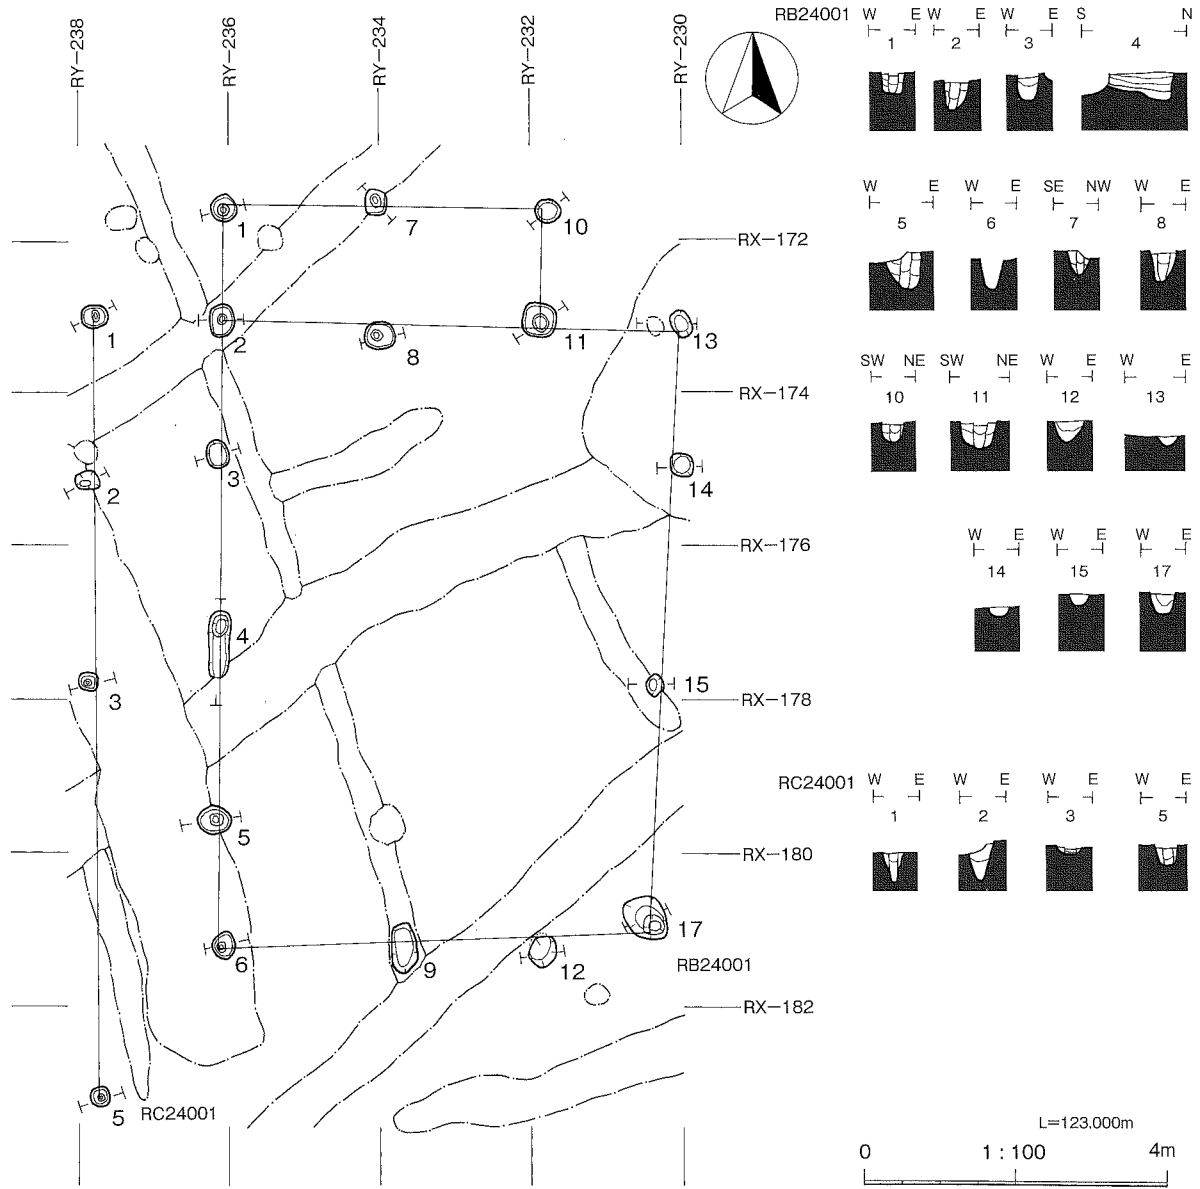 RY-238
RY-236
RY-234
RY-232
RY-230
RB24001
W E W E W E S N
1 2 3 4
1 7 10
RX-172
W E W E SE NW W E
5 6 7 8
1 2 8 11 13
RX-174
SW NE SW NE W E W E
10 11 12 13
3
2
14
RX-176
W E W E W E
14 15 17
4
3
15
RX-178
RC24001
W E W E W E W E
1 2 3 5
5
RX-180
6 9 12 17
RB24001
RX-182
5 RC24001
L=123.000m
0 1:100 4m